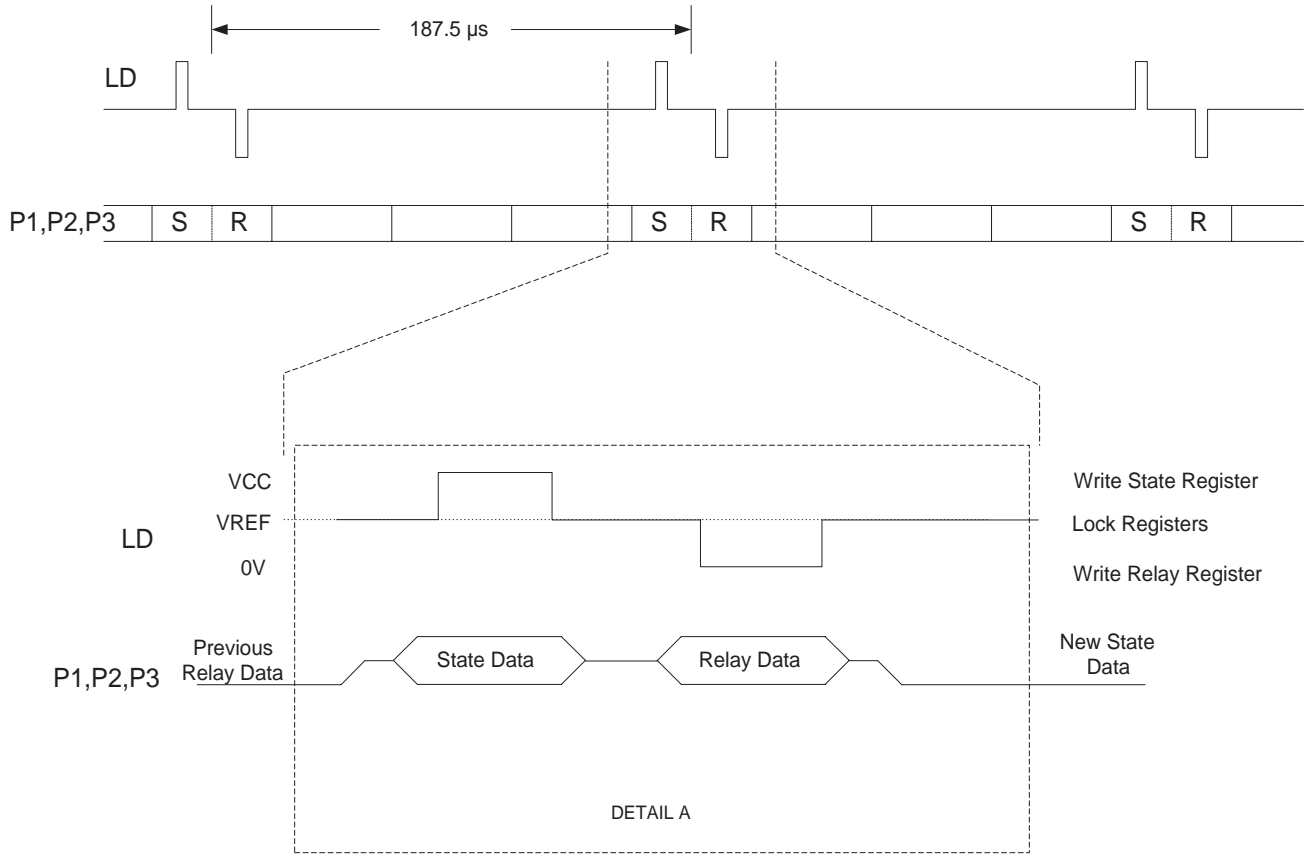 187.5 µs
LD
P1,P2,P3
S R S R S R
VCC
Write State Register
VREF
Lock Registers
LD
0V
Write Relay Register
Previous
Relay Data
State Data
Relay Data
New State
Data
P1,P2,P3
DETAIL A